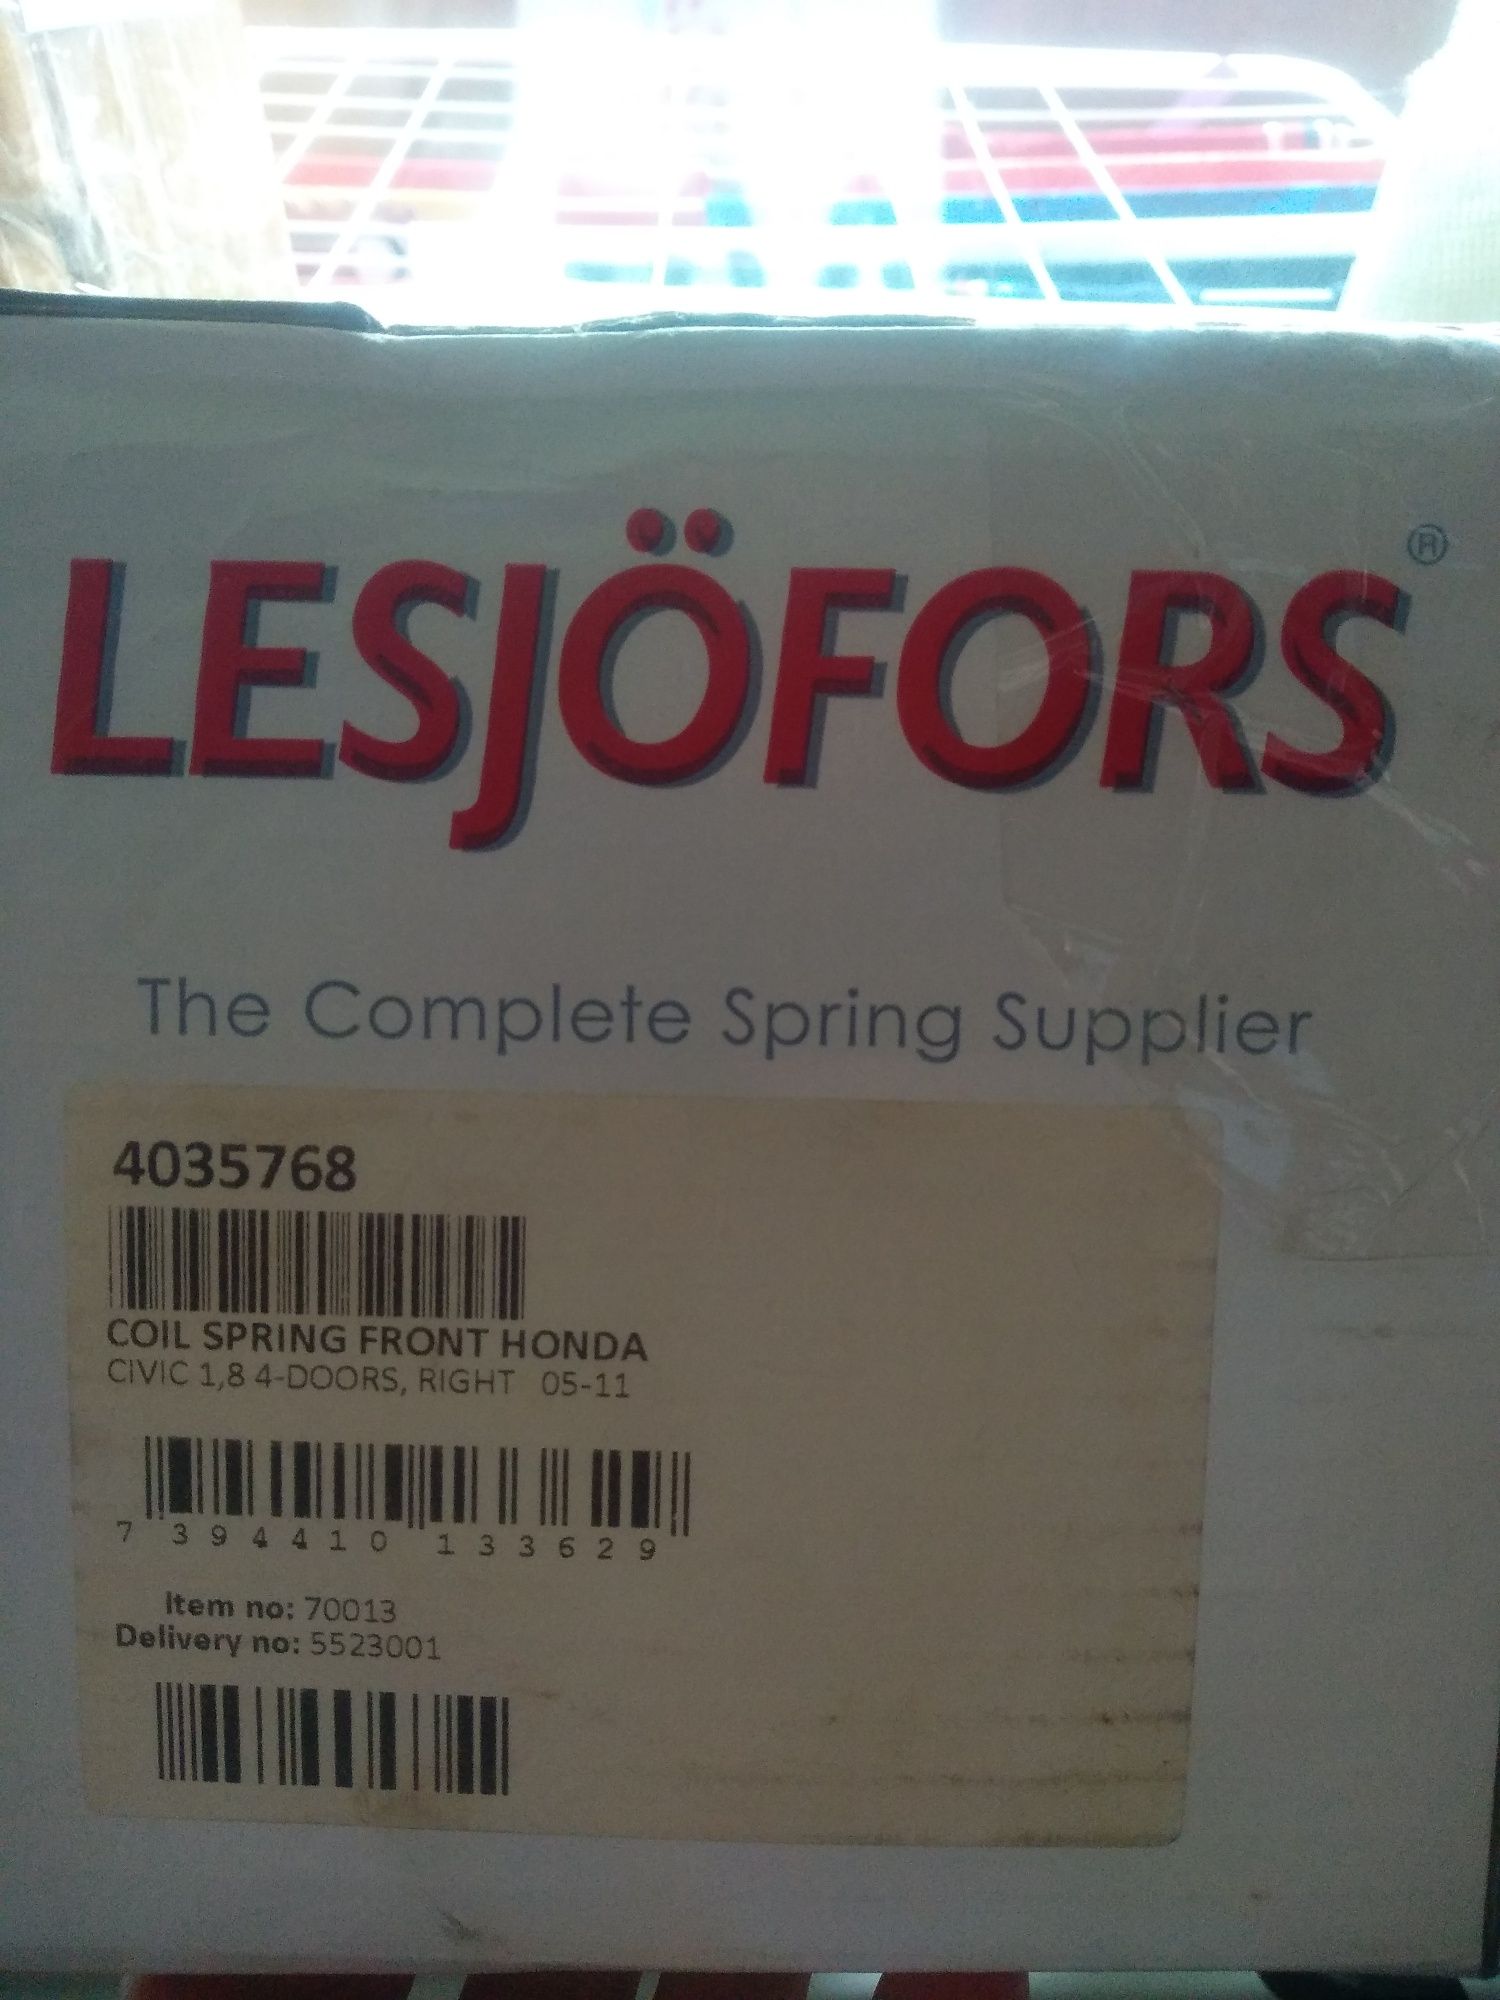 LESJÖFORS®
The Complete Spring Supplier
4035768
COIL SPRING FRONT HONDA
CIVIC 1,8 4-DOORS, RIGHT 05-11
7 394410 133629
Item no: 70013
Delivery no: 5523001